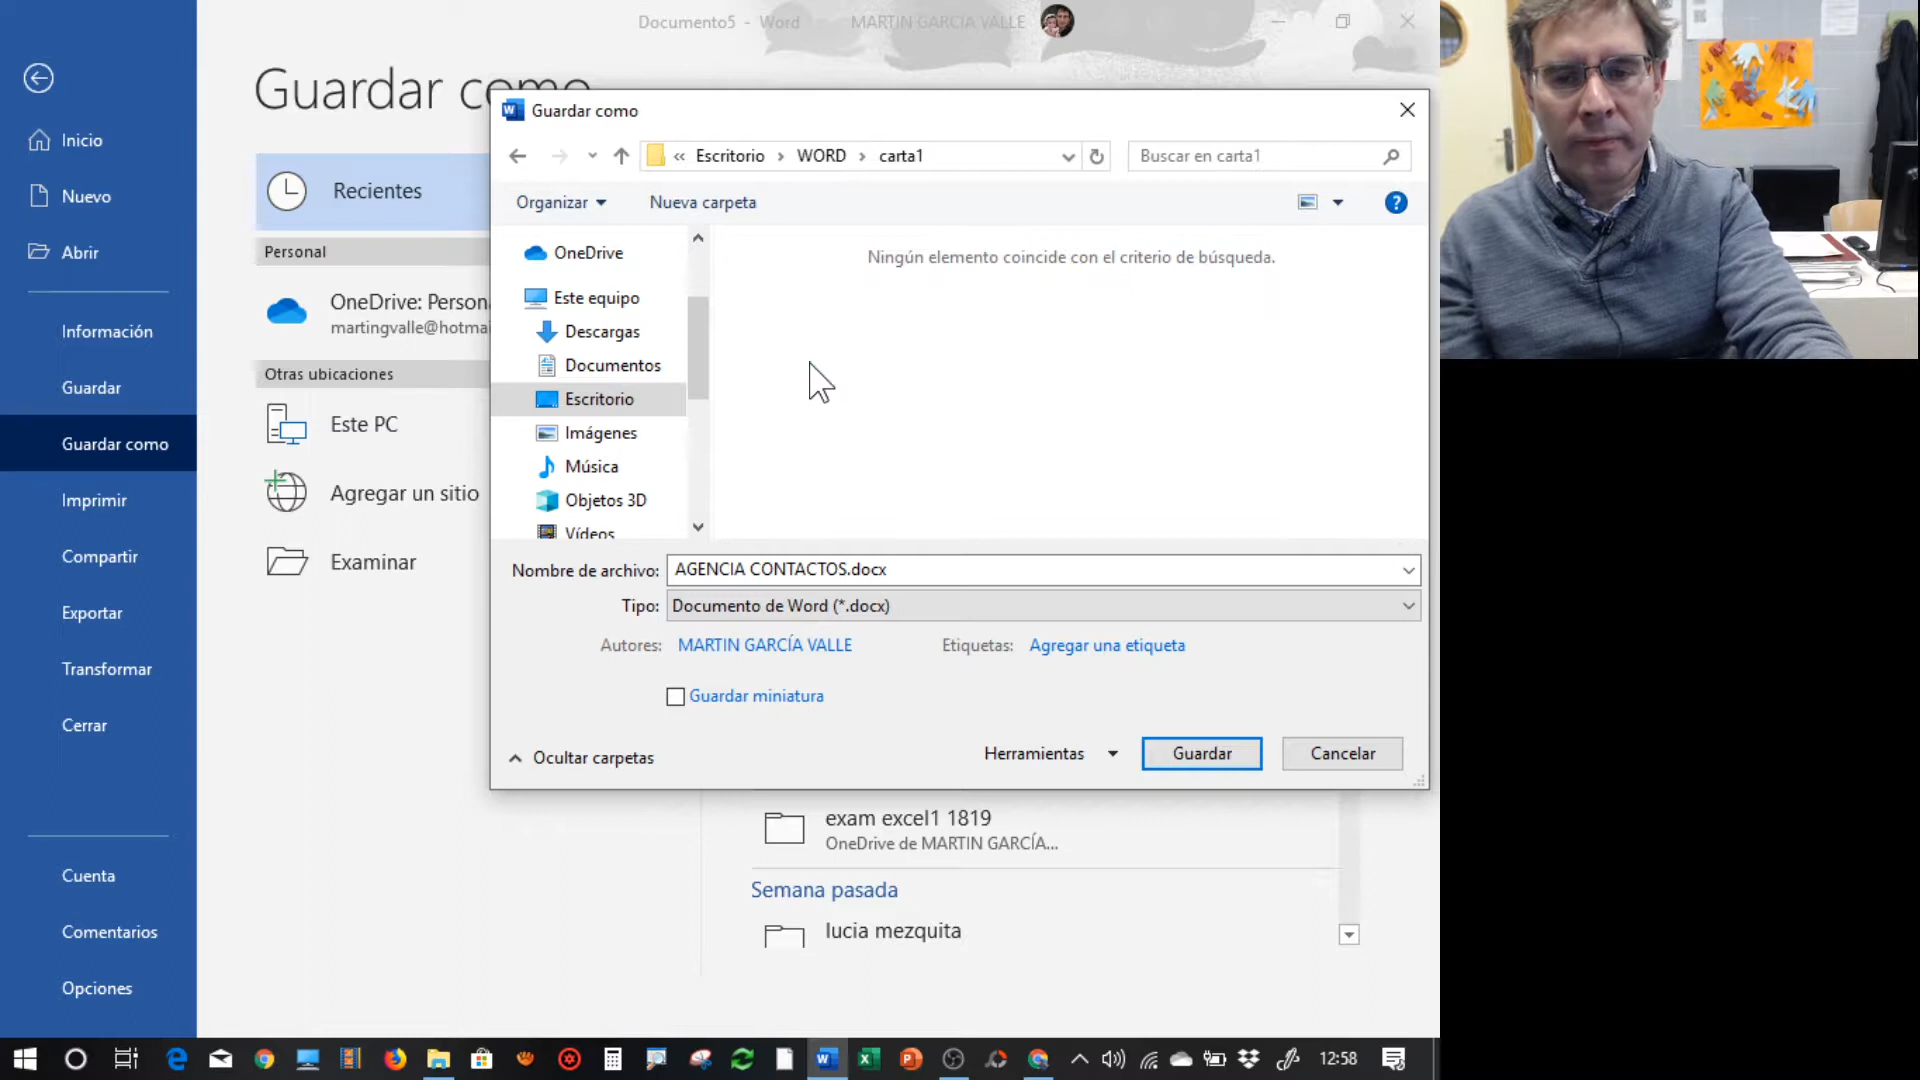 Documento5 - Word
MARTIN GARCÍA VALLE
Guardar como
Inicio
Nuevo
Abrir
Información
Guardar
Guardar como
Imprimir
Compartir
Exportar
Transformar
Cerrar
Cuenta
Comentarios
Opciones
Recientes
Personal
OneDrive: Person
martingvalle@hotmai
Otras ubicaciones
Este PC
Agregar un sitio
Examinar
Guardar como
« Escritorio > WORD > carta1
Buscar en carta1
Organizar
Nueva carpeta
OneDrive
Este equipo
Descargas
Documentos
Escritorio
Imágenes
Música
Objetos 3D
Vídeos
Ningún elemento coincide con el criterio de búsqueda.
Nombre de archivo: AGENCIA CONTACTOS.docx
Tipo: Documento de Word (*.docx)
Autores: MARTIN GARCÍA VALLE
Etiquetas: Agregar una etiqueta
Guardar miniatura
Ocultar carpetas
Herramientas
Guardar
Cancelar
exam excel1 1819
OneDrive de MARTIN GARCÍA...
Semana pasada
lucia mezquita
12:58